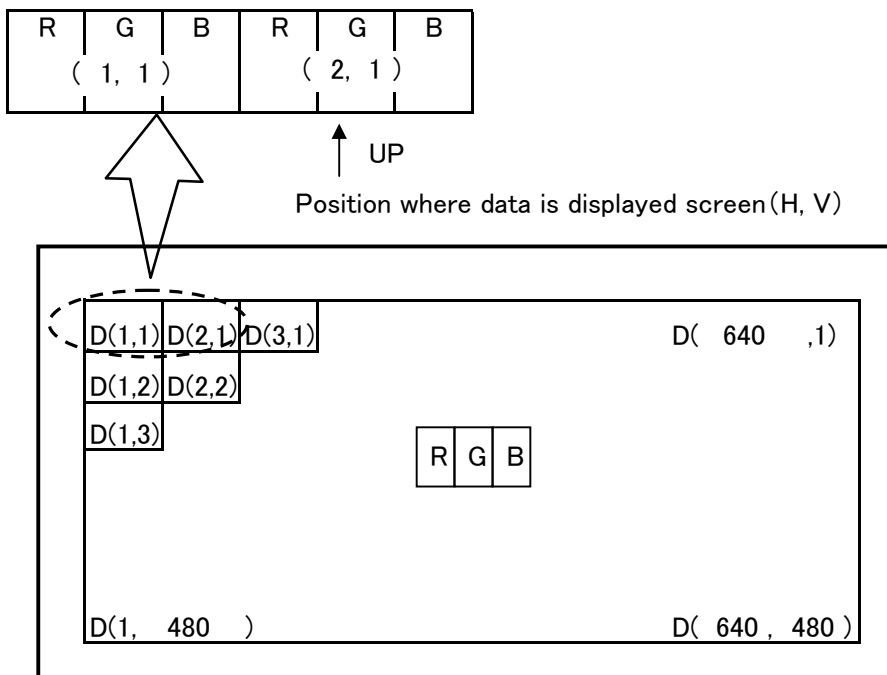 R G B R G B
( 1, 1 ) ( 2, 1 )
UP
Position where data is displayed screen(H, V)
D(1,1) D(2,1) D(3,1) D( 640 ,1)
D(1,2) D(2,2)
D(1,3)
R G B
D(1, 480 ) D( 640 , 480 )